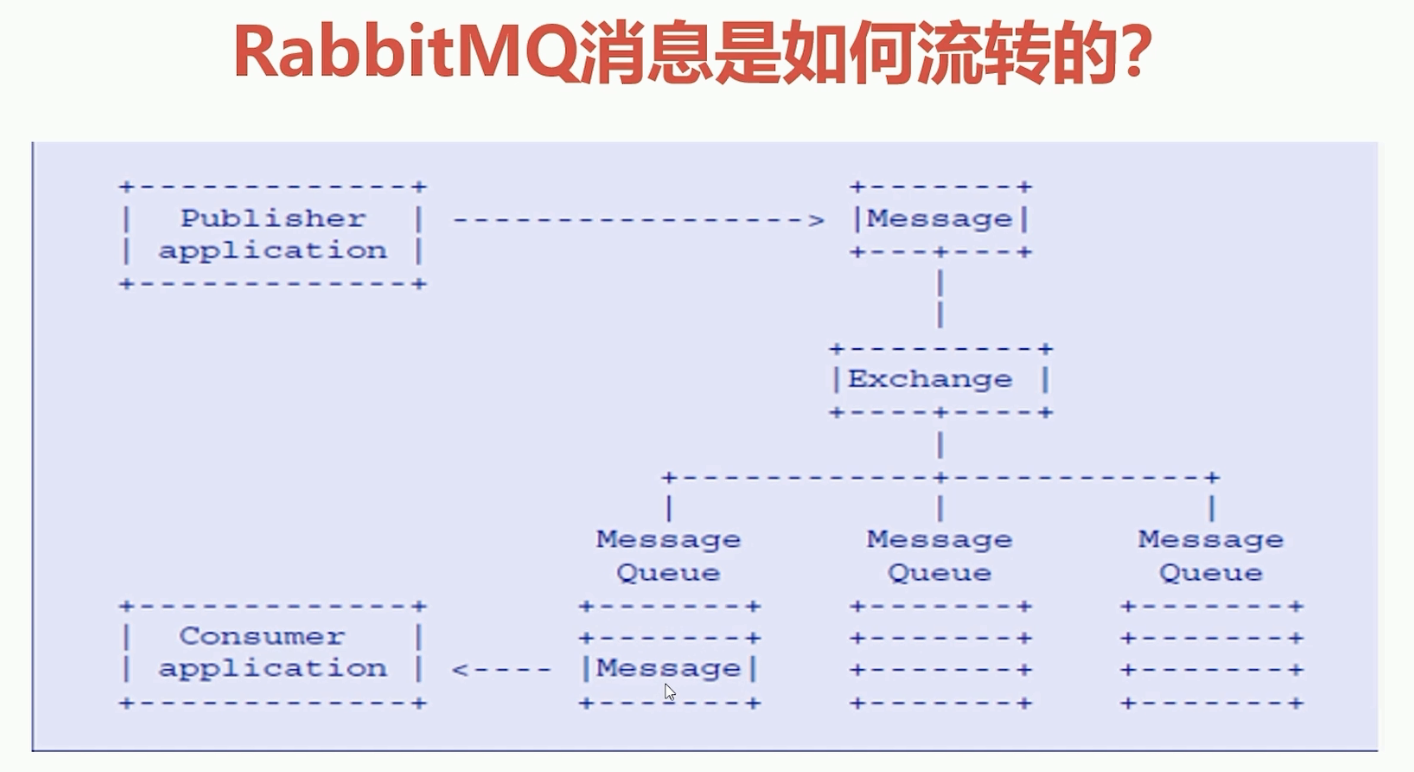 RabbitMQ消息是如何流转的?
+-------------+ +-------+
| Publisher | -----------------> |Message|
| application | +---+---+
+-------------+ |
|
+---------+
|Exchange |
+----+----+
|
+------------+------------+
| | |
Message Message Message
Queue Queue Queue
+-------------+ +-------+ +-------+ +-------+
| Consumer | +-------+ +-------+ +-------+
| application | <---- |Message| +-------+ +-------+
+-------------+ +-------+ +-------+ +-------+